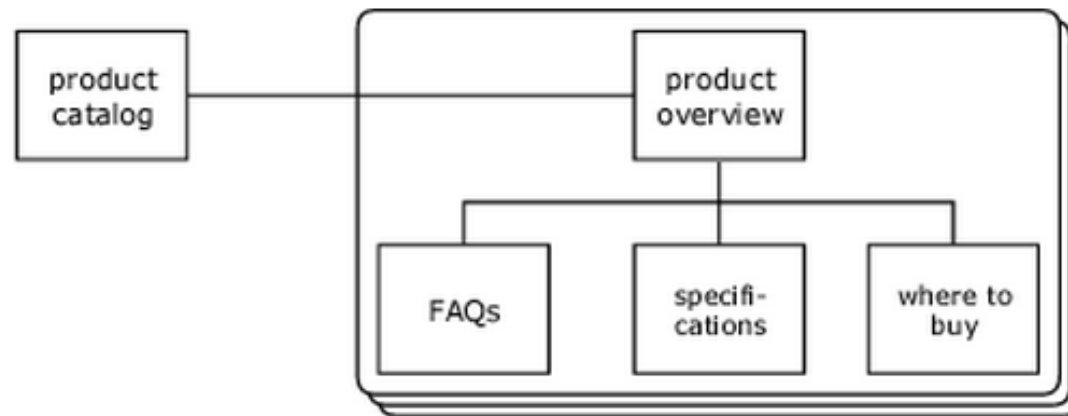 product
catalog
product
overview
FAQs
specifi-
cations
where to
buy